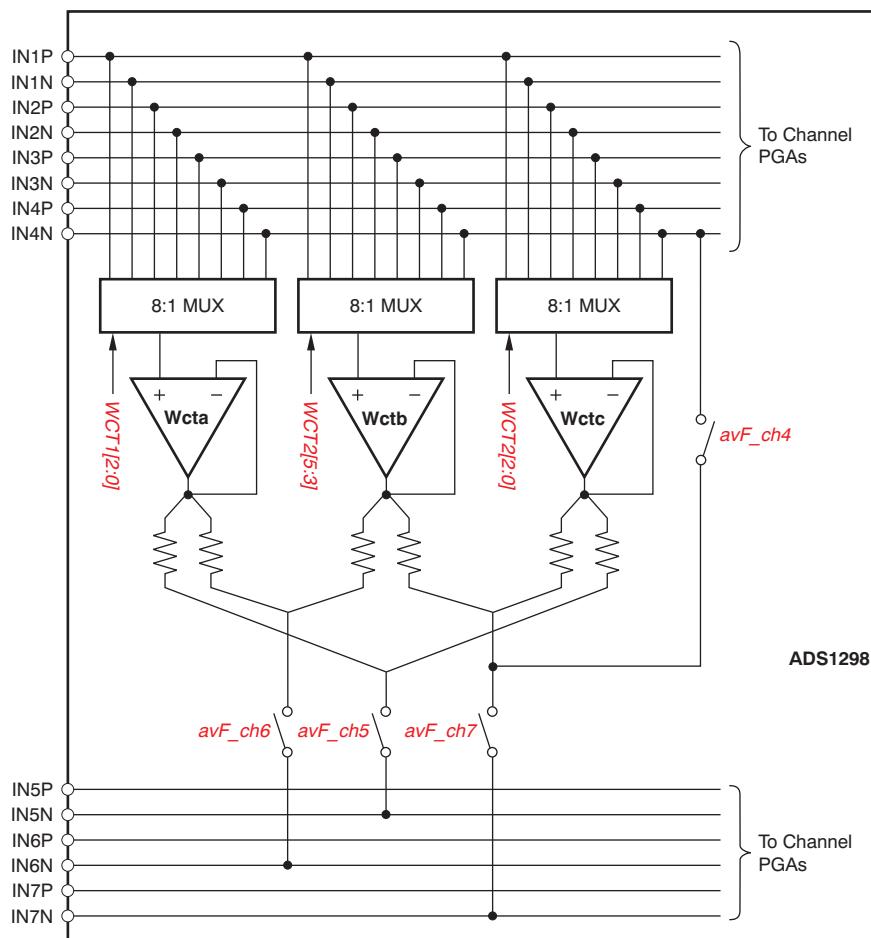 IN1P
IN1N
IN2P
IN2N
IN3P
IN3N
IN4P
IN4N
To Channel
PGAs
8:1 MUX
8:1 MUX
8:1 MUX
+ −
Wcta
+ −
Wctb
+ −
Wctc
WCT1[2:0]
WCT2[5:3]
WCT2[2:0]
avF_ch4
ADS1298
avF_ch6
avF_ch5
avF_ch7
IN5P
IN5N
IN6P
IN6N
IN7P
IN7N
To Channel
PGAs